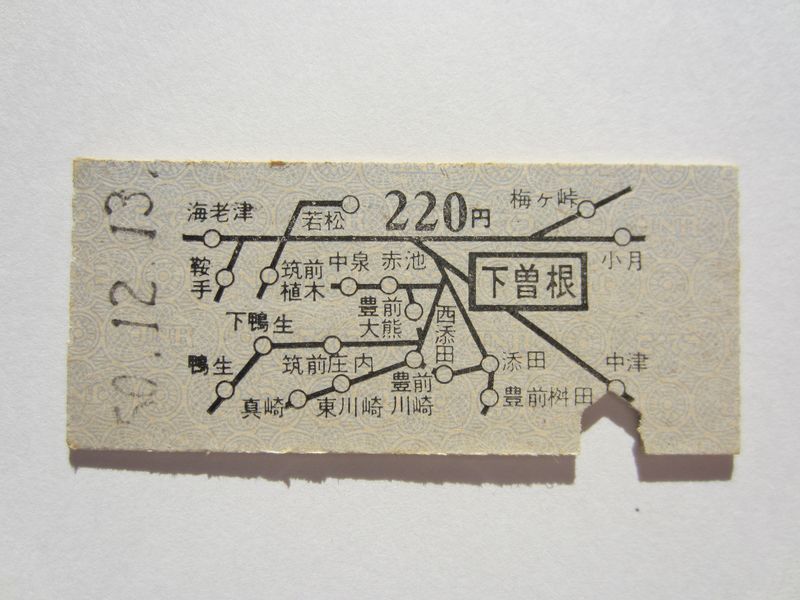 50.12 13.
220円
海老津
若松
梅ヶ峠
小月
鞍手
筑前植木
中泉
赤池
下曽根
豊前大熊
西添田
下鴨生
鴨生
筑前庄内
豊前川崎
添田
中津
真崎
東川崎
豊前桝田